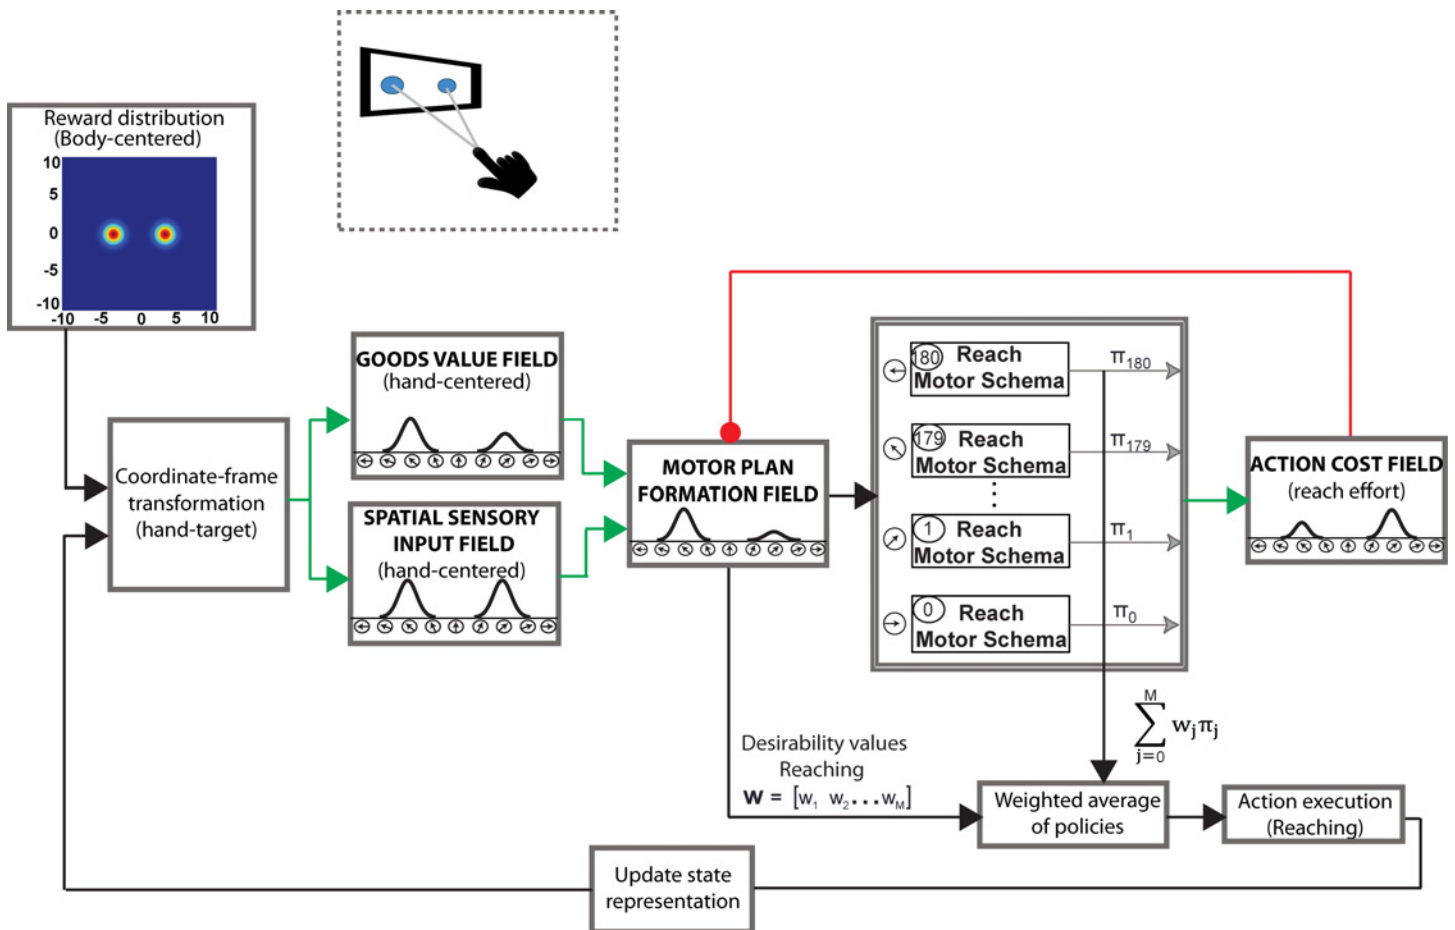 Reward distribution
(Body-centered)
10
5
0
-5
-10
-10 -5 0 5 10
Coordinate-frame
transformation
(hand-target)
GOODS VALUE FIELD
(hand-centered)
SPATIAL SENSORY
INPUT FIELD
(hand-centered)
MOTOR PLAN
FORMATION FIELD
180 Reach
Motor Schema
π180
179 Reach
Motor Schema
π179
⋮
1 Reach
Motor Schema
π1
0 Reach
Motor Schema
π0
ACTION COST FIELD
(reach effort)
M
∑ wjπj
j=0
Desirability values
Reaching
w = [w1 w2...wM]
Weighted average
of policies
Action execution
(Reaching)
Update state
representation